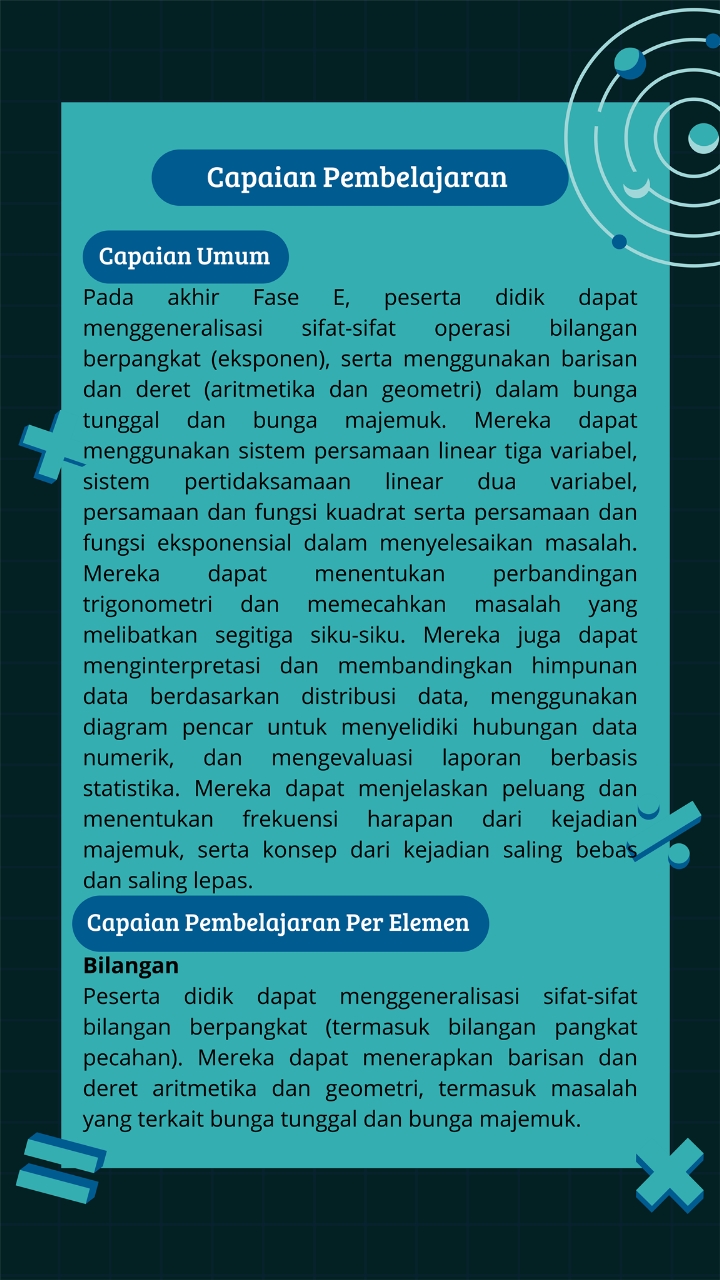 Capaian Pembelajaran
Capaian Umum
Pada akhir Fase E, peserta didik dapat
menggeneralisasi sifat-sifat operasi bilangan
berpangkat (eksponen), serta menggunakan barisan
dan deret (aritmetika dan geometri) dalam bunga
tunggal dan bunga majemuk. Mereka dapat
menggunakan sistem persamaan linear tiga variabel,
sistem pertidaksamaan linear dua variabel,
persamaan dan fungsi kuadrat serta persamaan dan
fungsi eksponensial dalam menyelesaikan masalah.
Mereka dapat menentukan perbandingan
trigonometri dan memecahkan masalah yang
melibatkan segitiga siku-siku. Mereka juga dapat
menginterpretasi dan membandingkan himpunan
data berdasarkan distribusi data, menggunakan
diagram pencar untuk menyelidiki hubungan data
numerik, dan mengevaluasi laporan berbasis
statistika. Mereka dapat menjelaskan peluang dan
menentukan frekuensi harapan dari kejadian
majemuk, serta konsep dari kejadian saling bebas
dan saling lepas.
Capaian Pembelajaran Per Elemen
Bilangan
Peserta didik dapat menggeneralisasi sifat-sifat
bilangan berpangkat (termasuk bilangan pangkat
pecahan). Mereka dapat menerapkan barisan dan
deret aritmetika dan geometri, termasuk masalah
yang terkait bunga tunggal dan bunga majemuk.